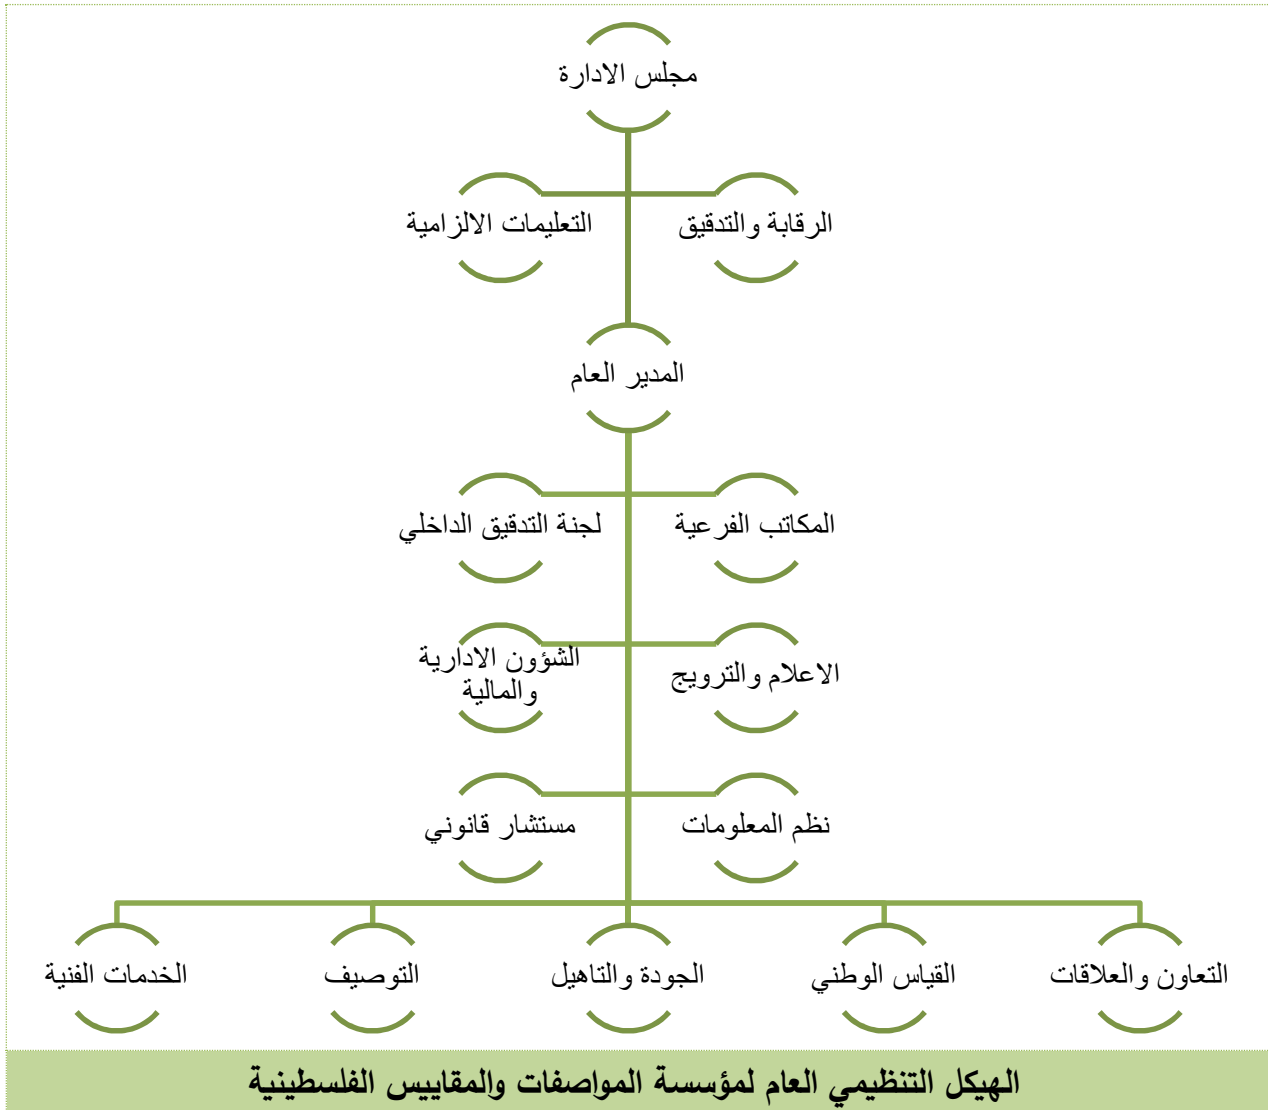 مجلس الادارة
الرقابة والتدقيق
التعليمات الالزامية
المدير العام
المكاتب الفرعية
لجنة التدقيق الداخلي
الاعلام والترويج
الشؤون الادارية
والمالية
نظم المعلومات
مستشار قانوني
التعاون والعلاقات
القياس الوطني
الجودة والتاهيل
التوصيف
الخدمات الفنية
الهيكل التنظيمي العام لمؤسسة المواصفات والمقاييس الفلسطينية